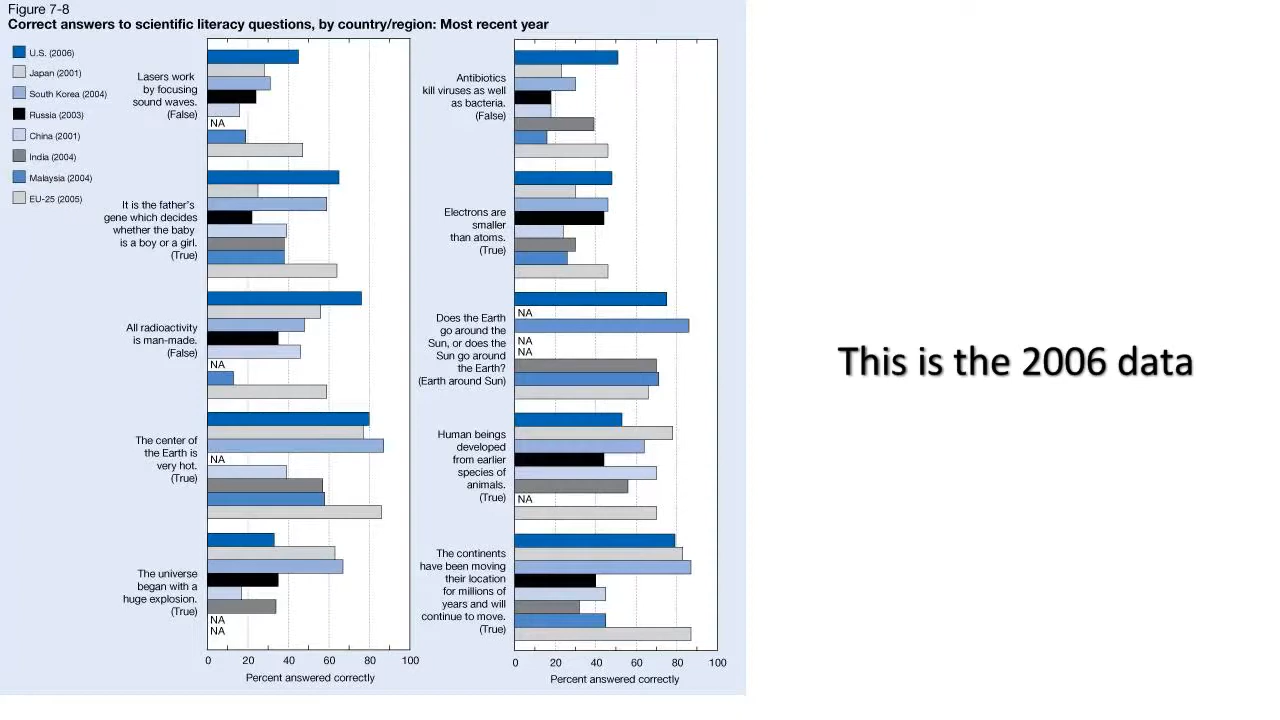 Figure 7-8
Correct answers to scientific literacy questions, by country/region: Most recent year
U.S. (2006)
Japan (2001)
South Korea (2004)
Russia (2003)
China (2001)
India (2004)
Malaysia (2004)
EU-25 (2005)
Lasers work
by focusing
sound waves.
(False)
NA
It is the father's
gene which decides
whether the baby
is a boy or a girl.
(True)
All radioactivity
is man-made.
(False)
NA
The center of
the Earth is
very hot.
(True)
NA
The universe
began with a
huge explosion.
(True)
NA
NA
0 20 40 60 80 100
Percent answered correctly
Antibiotics
kill viruses as well
as bacteria.
(False)
Electrons are
smaller
than atoms.
(True)
Does the Earth
go around the
Sun, or does the
Sun go around
the Earth?
(Earth around Sun)
NA
NA
NA
Human beings
developed
from earlier
species of
animals.
(True)
NA
The continents
have been moving
their location
for millions of
years and will
continue to move.
(True)
0 20 40 60 80 100
Percent answered correctly
This is the 2006 data